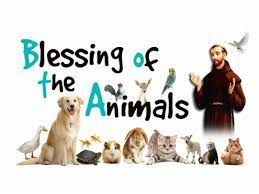 Blessing of
the Animals